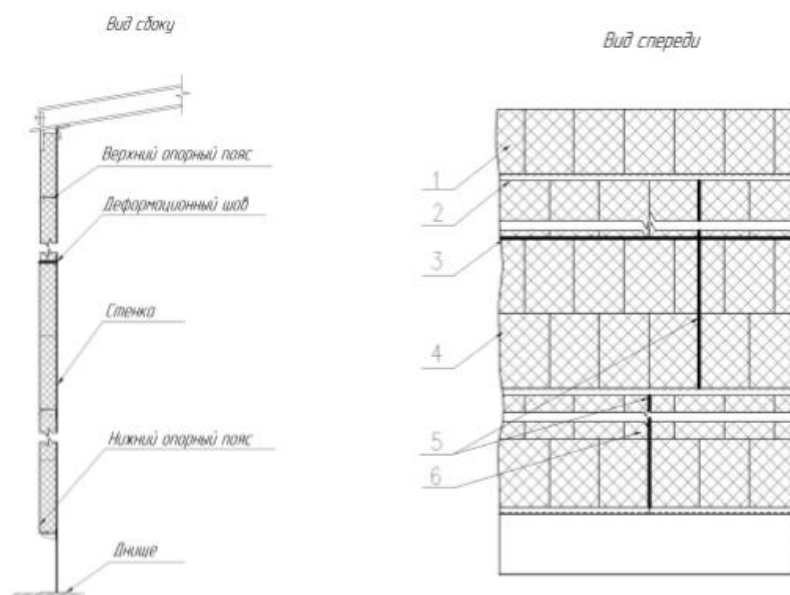 Вид сбоку
Верхний опорный пояс
Деформационный шов
Стенка
Нижний опорный пояс
Днище
Вид спереди
1
2
3
4
5
6